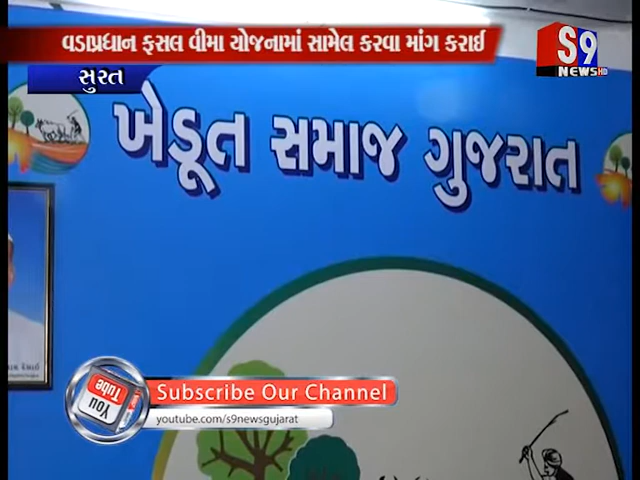 વડાપ્રધાન ફસલ વીમા યોજનામાં સામેલ કરવા માંગ કરાઈ
S9
NEWS HD
સુરત
ખેડૂત સમાજ ગુજરાત
You Tube
Subscribe Our Channel
youtube.com/s9newsgujarat